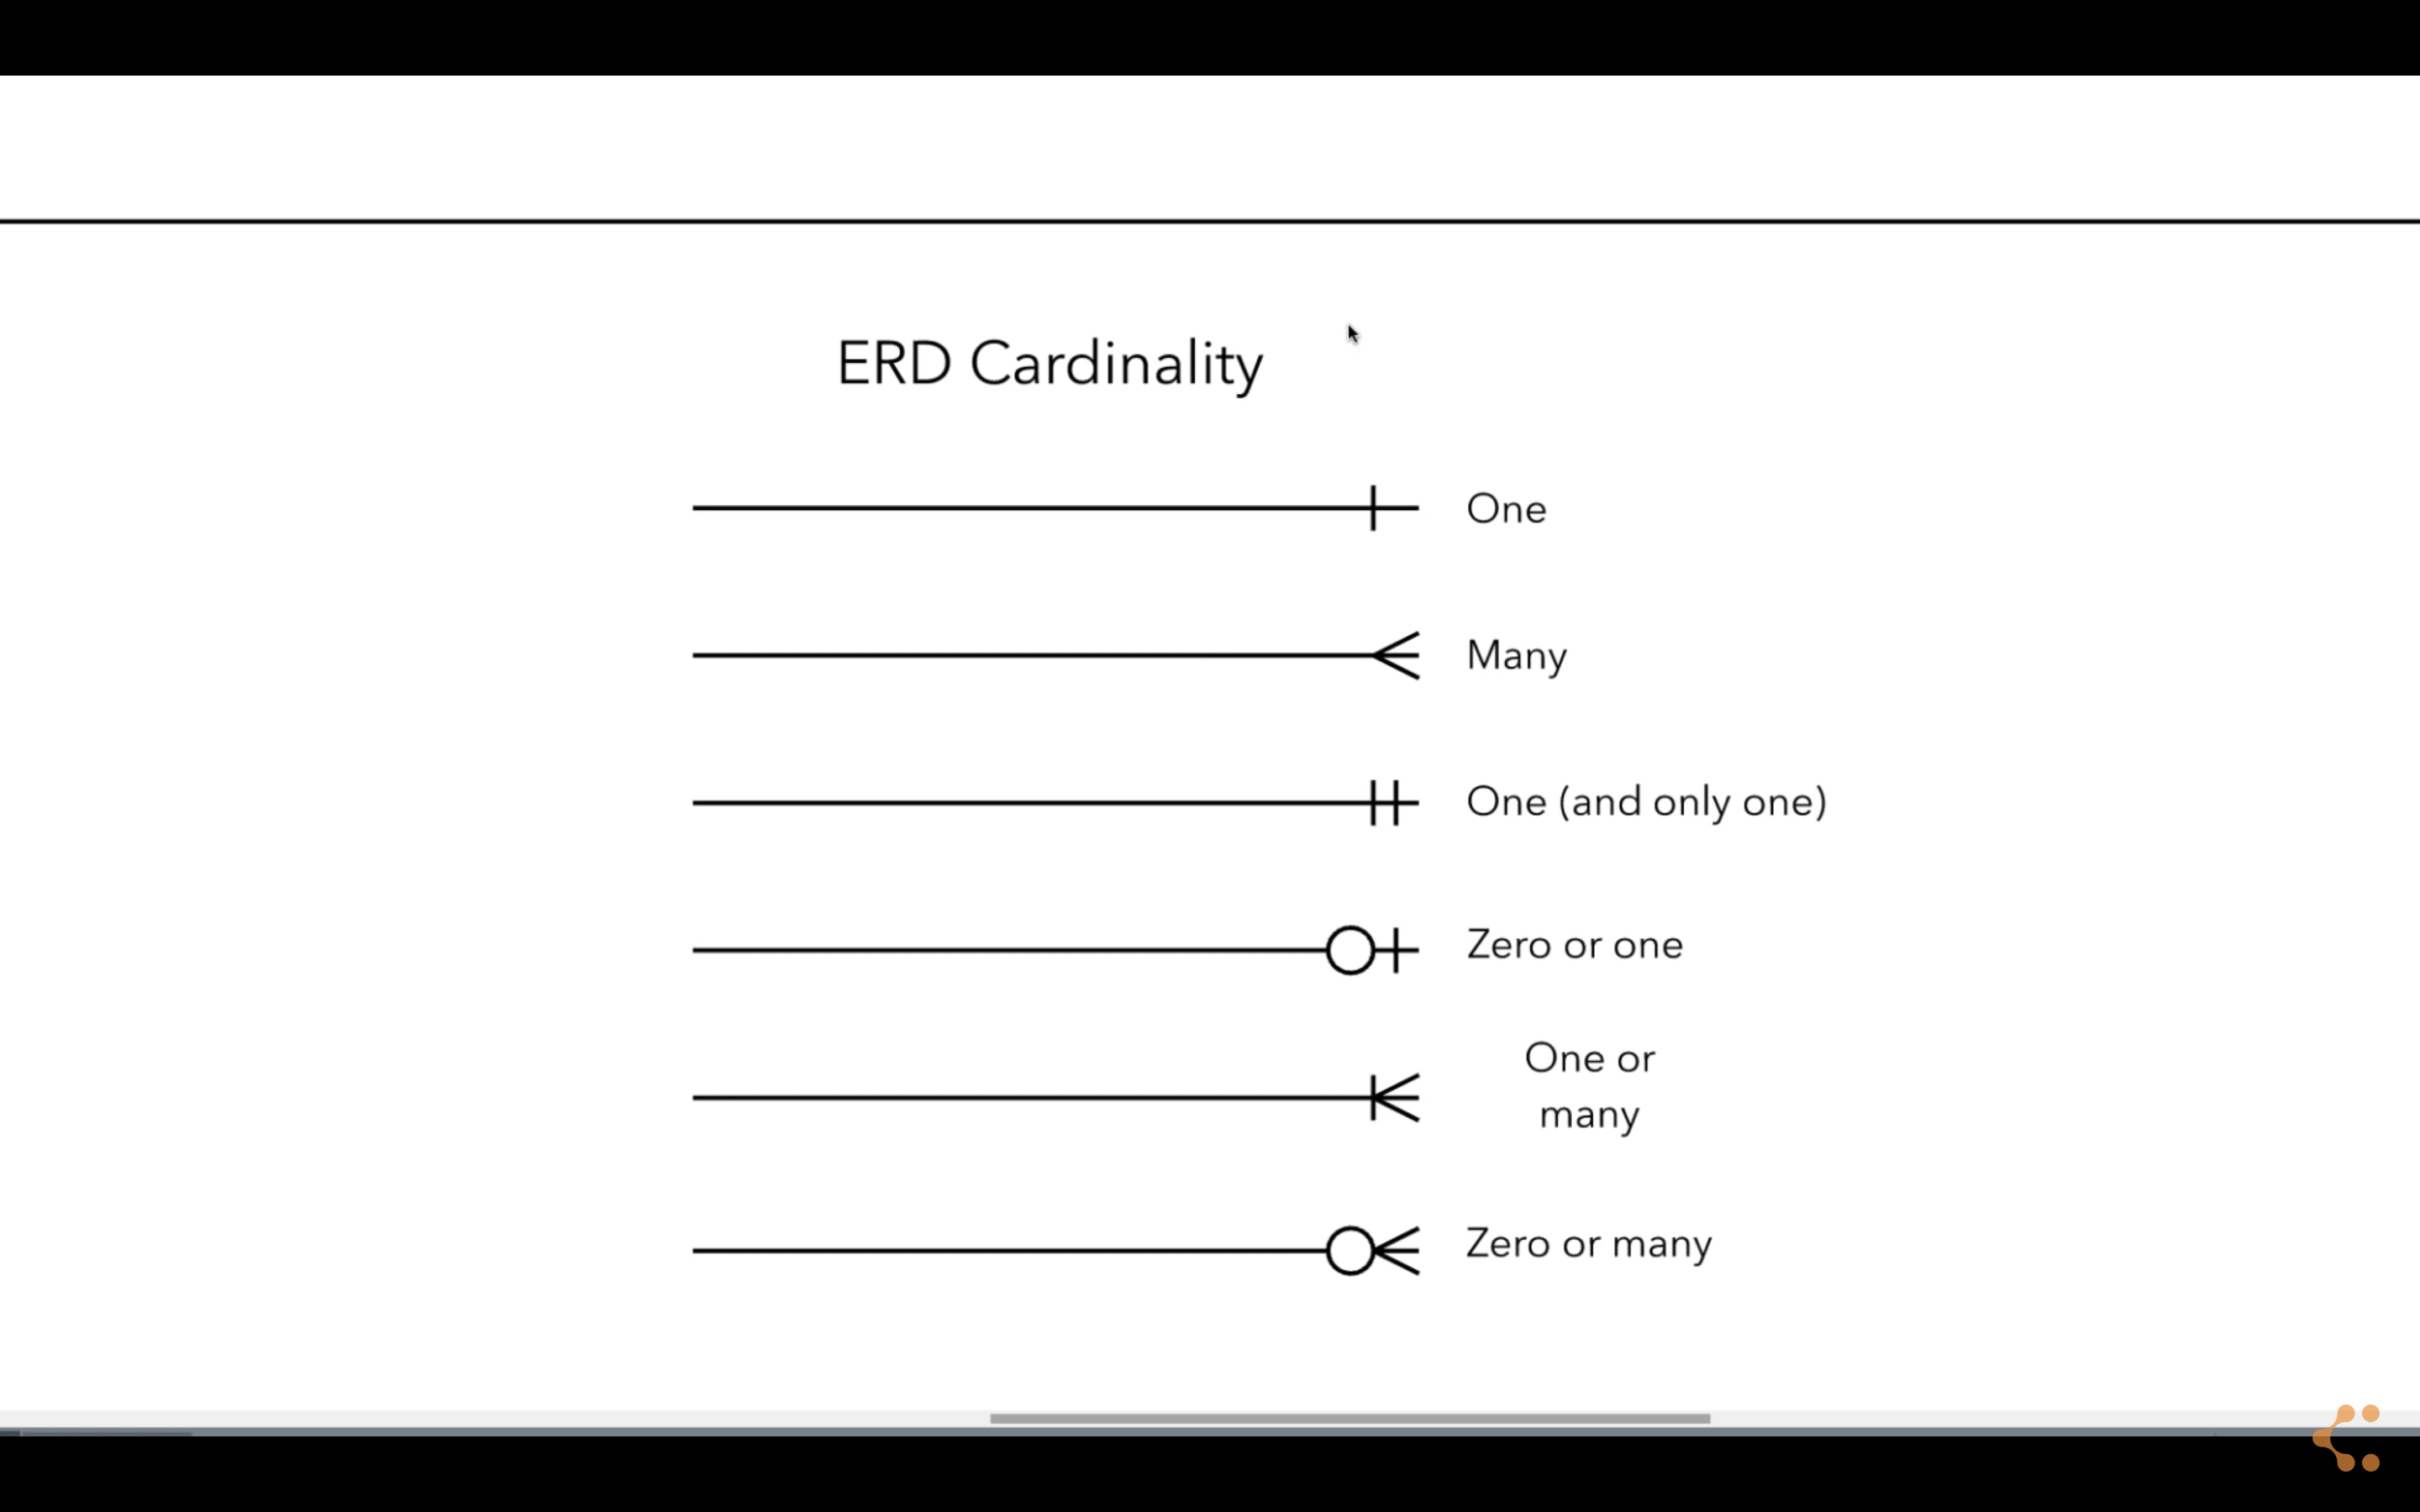 ERD Cardinality
One
Many
One (and only one)
Zero or one
One or
many
Zero or many